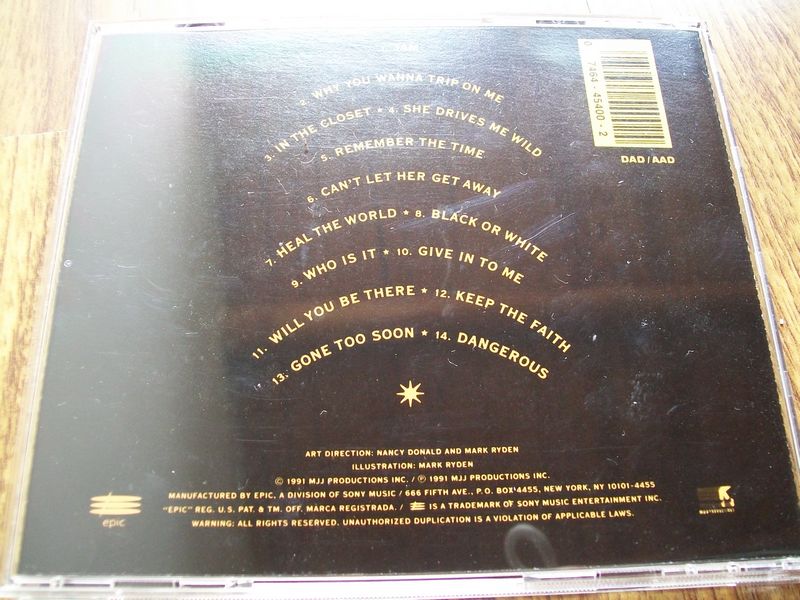 2. WHY YOU WANNA TRIP ON ME
3. IN THE CLOSET ★ 4. SHE DRIVES ME WILD
5. REMEMBER THE TIME
6. CAN'T LET HER GET AWAY
7. HEAL THE WORLD ★ 8. BLACK OR WHITE
9. WHO IS IT ★ 10. GIVE IN TO ME
11. WILL YOU BE THERE ★ 12. KEEP THE FAITH
13. GONE TOO SOON ★ 14. DANGEROUS
0 7464-45400-2
DAD/AAD
ART DIRECTION: NANCY DONALD AND MARK RYDEN
ILLUSTRATION: MARK RYDEN
© 1991 MJJ PRODUCTIONS INC. / ℗ 1991 MJJ PRODUCTIONS INC.
MANUFACTURED BY EPIC, A DIVISION OF SONY MUSIC / 666 FIFTH AVE., P.O. BOX 4455, NEW YORK, NY 10101-4455
"EPIC" REG. U.S. PAT. & TM. OFF. MARCA REGISTRADA. / IS A TRADEMARK OF SONY MUSIC ENTERTAINMENT INC.
WARNING: ALL RIGHTS RESERVED. UNAUTHORIZED DUPLICATION IS A VIOLATION OF APPLICABLE LAWS.
epic